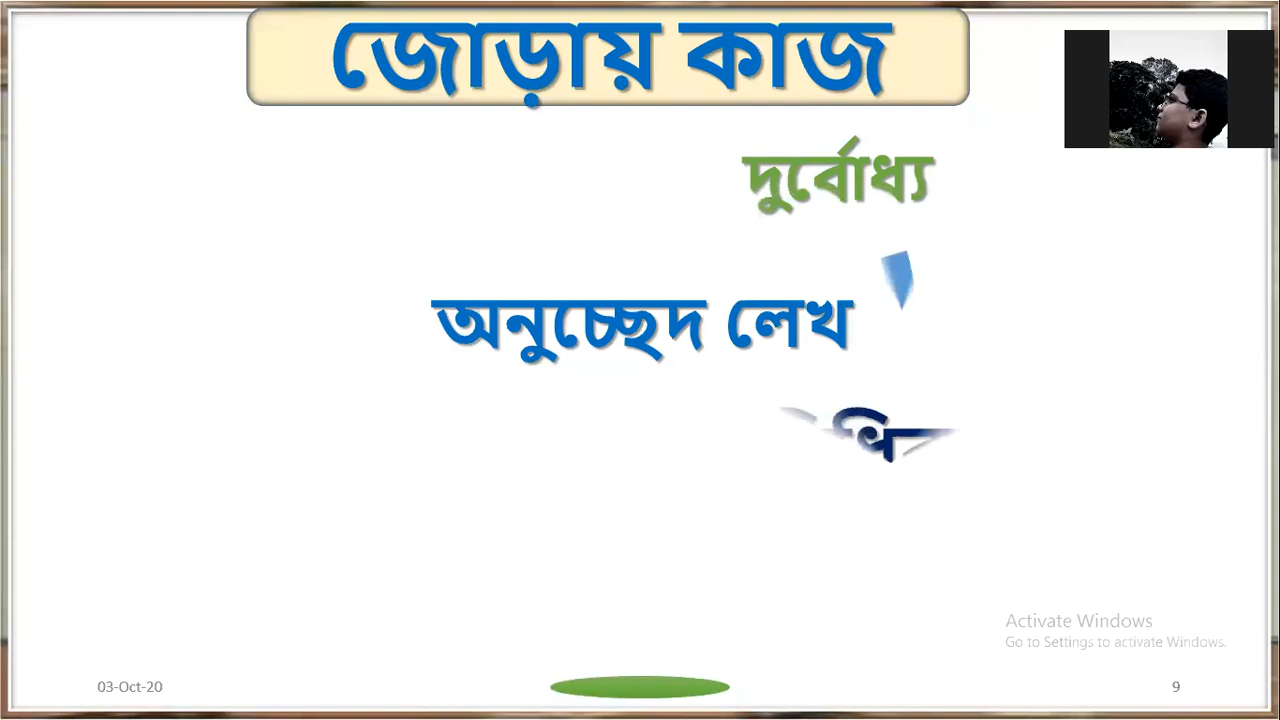 জোড়ায় কাজ
দুর্বোধ্য
অনুচ্ছেদ লেখ
Activate Windows
Go to Settings to activate Windows.
03-Oct-20
9